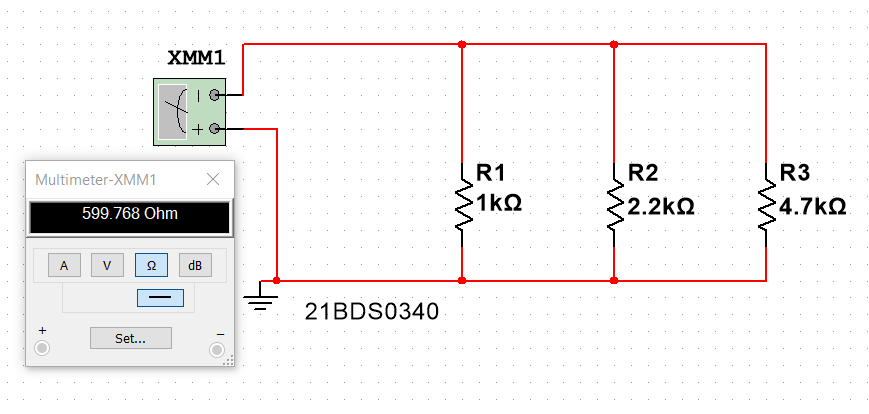 XMM1
Multimeter-XMM1
599.768 Ohm
A V Ω dB
+ −
Set...
R1
1kΩ
R2
2.2kΩ
R3
4.7kΩ
21BDS0340